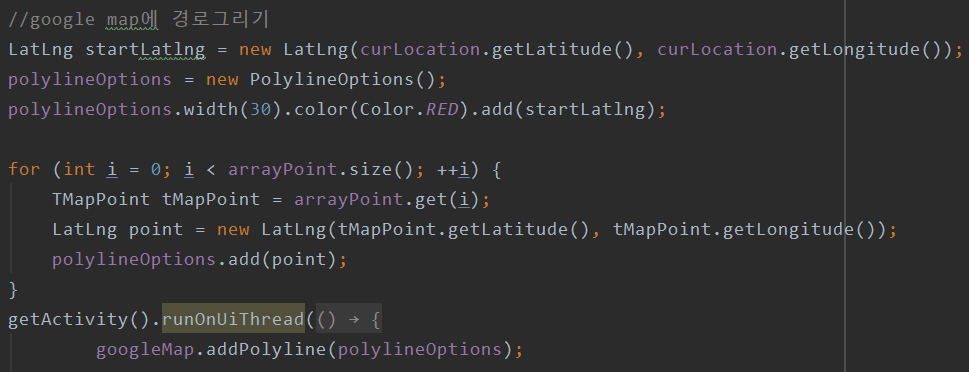 //google map에 경로그리기
LatLng startLatlng = new LatLng(curLocation.getLatitude(), curLocation.getLongitude());
polylineOptions = new PolylineOptions();
polylineOptions.width(30).color(Color.RED).add(startLatlng);
for (int i = 0; i < arrayPoint.size(); ++i) {
TMapPoint tMapPoint = arrayPoint.get(i);
LatLng point = new LatLng(tMapPoint.getLatitude(), tMapPoint.getLongitude());
polylineOptions.add(point);
}
getActivity().runOnUiThread(() → {
googleMap.addPolyline(polylineOptions);